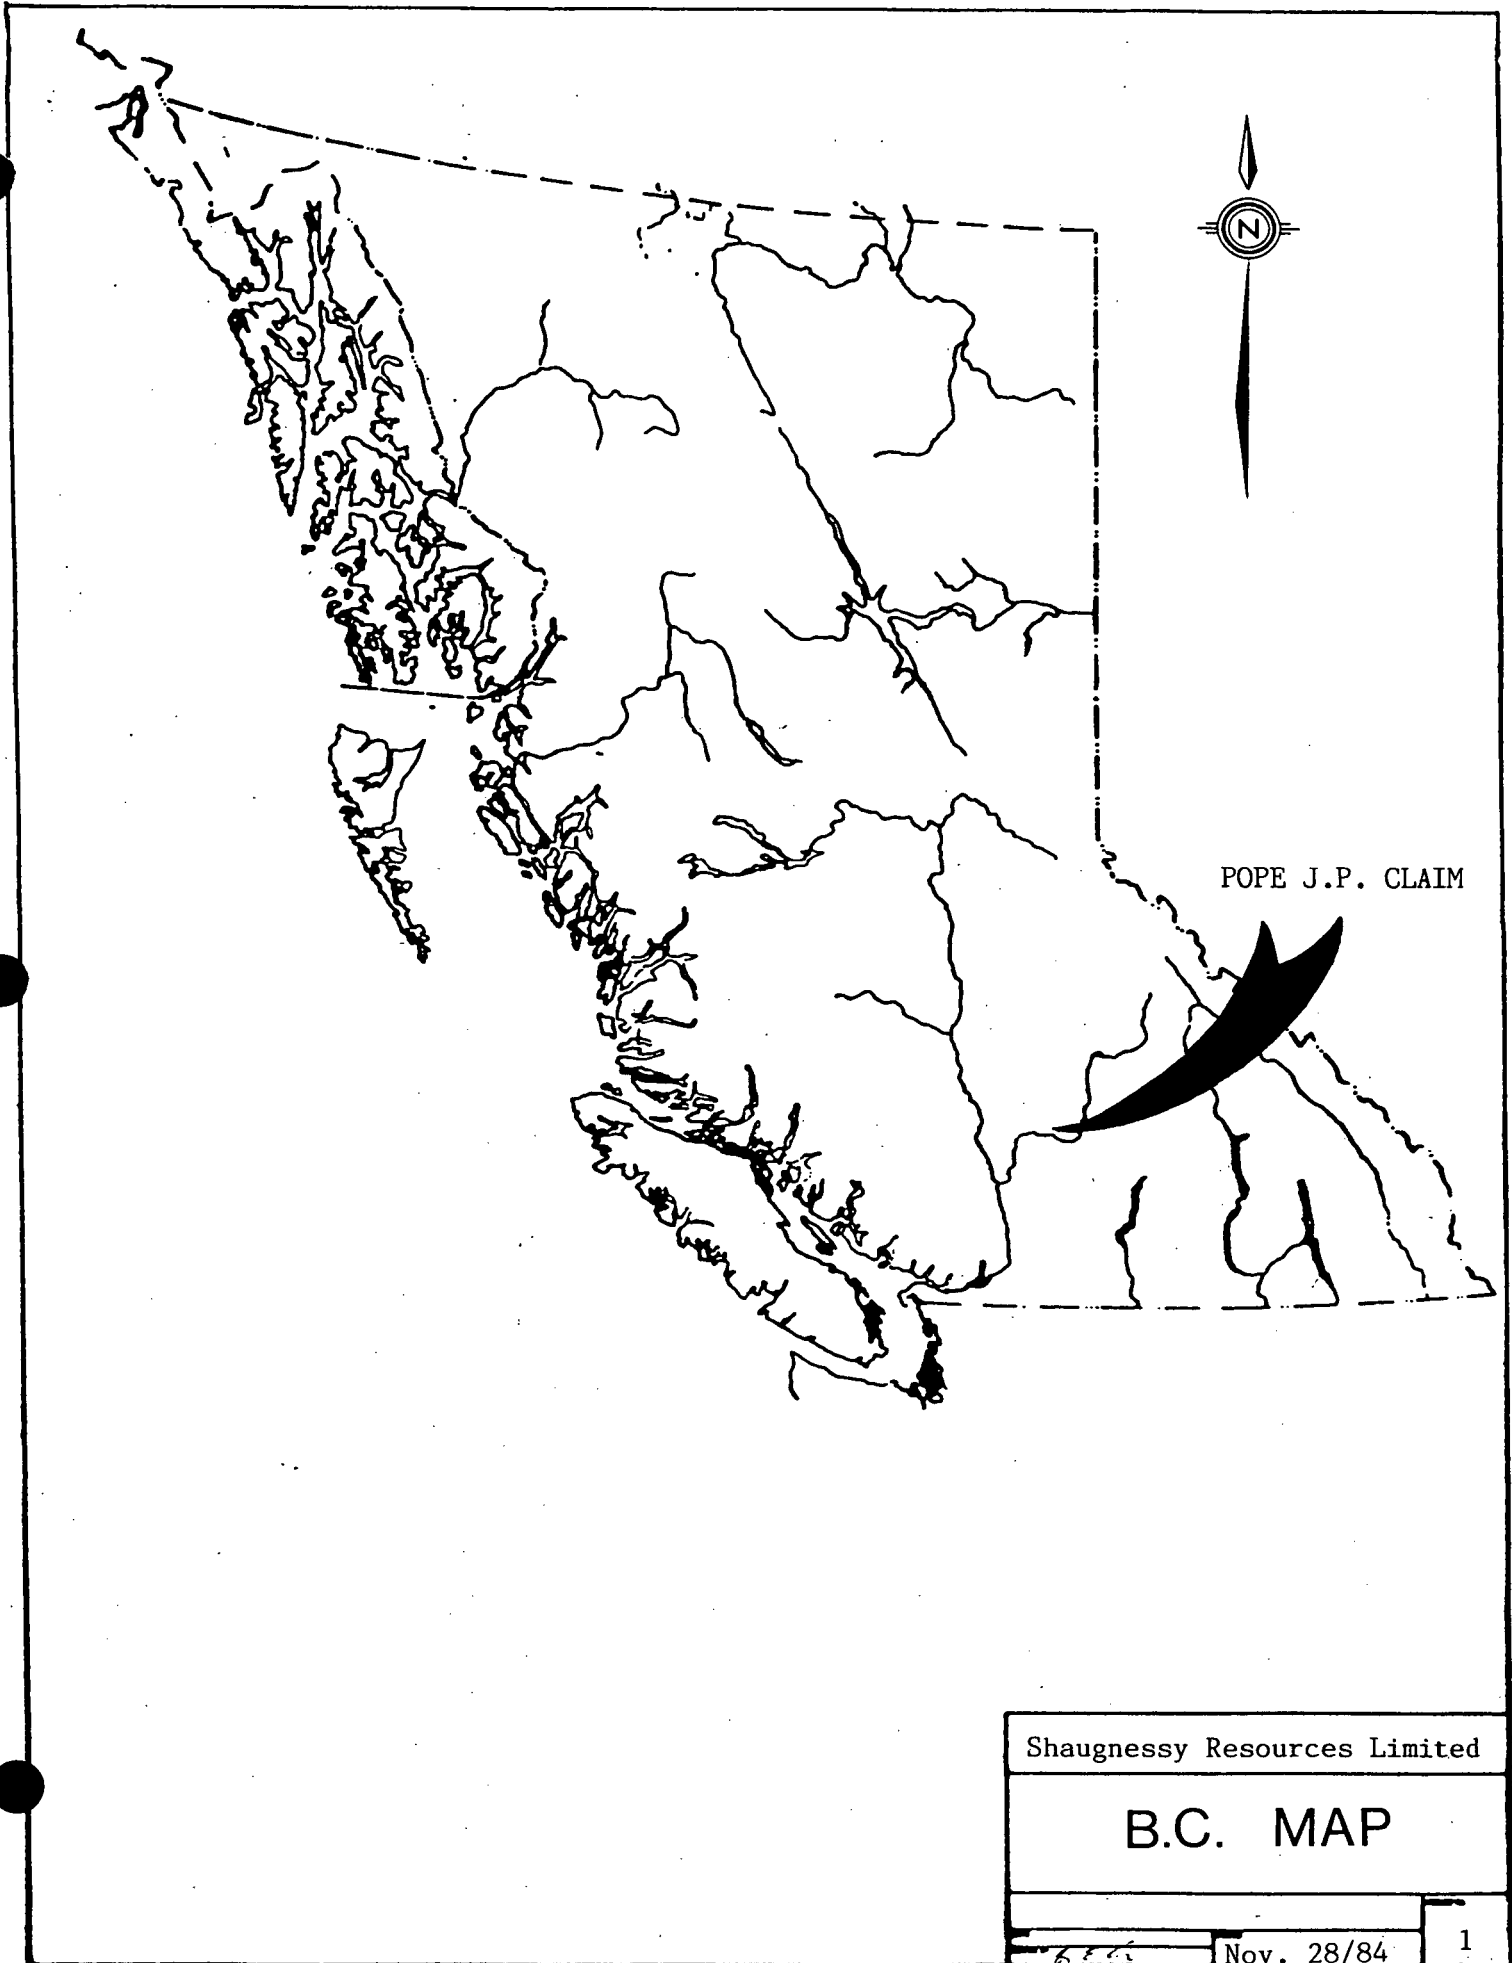 N
POPE J.P. CLAIM
Shaugnessy Resources Limited
B.C. MAP
Nov. 28/84
1